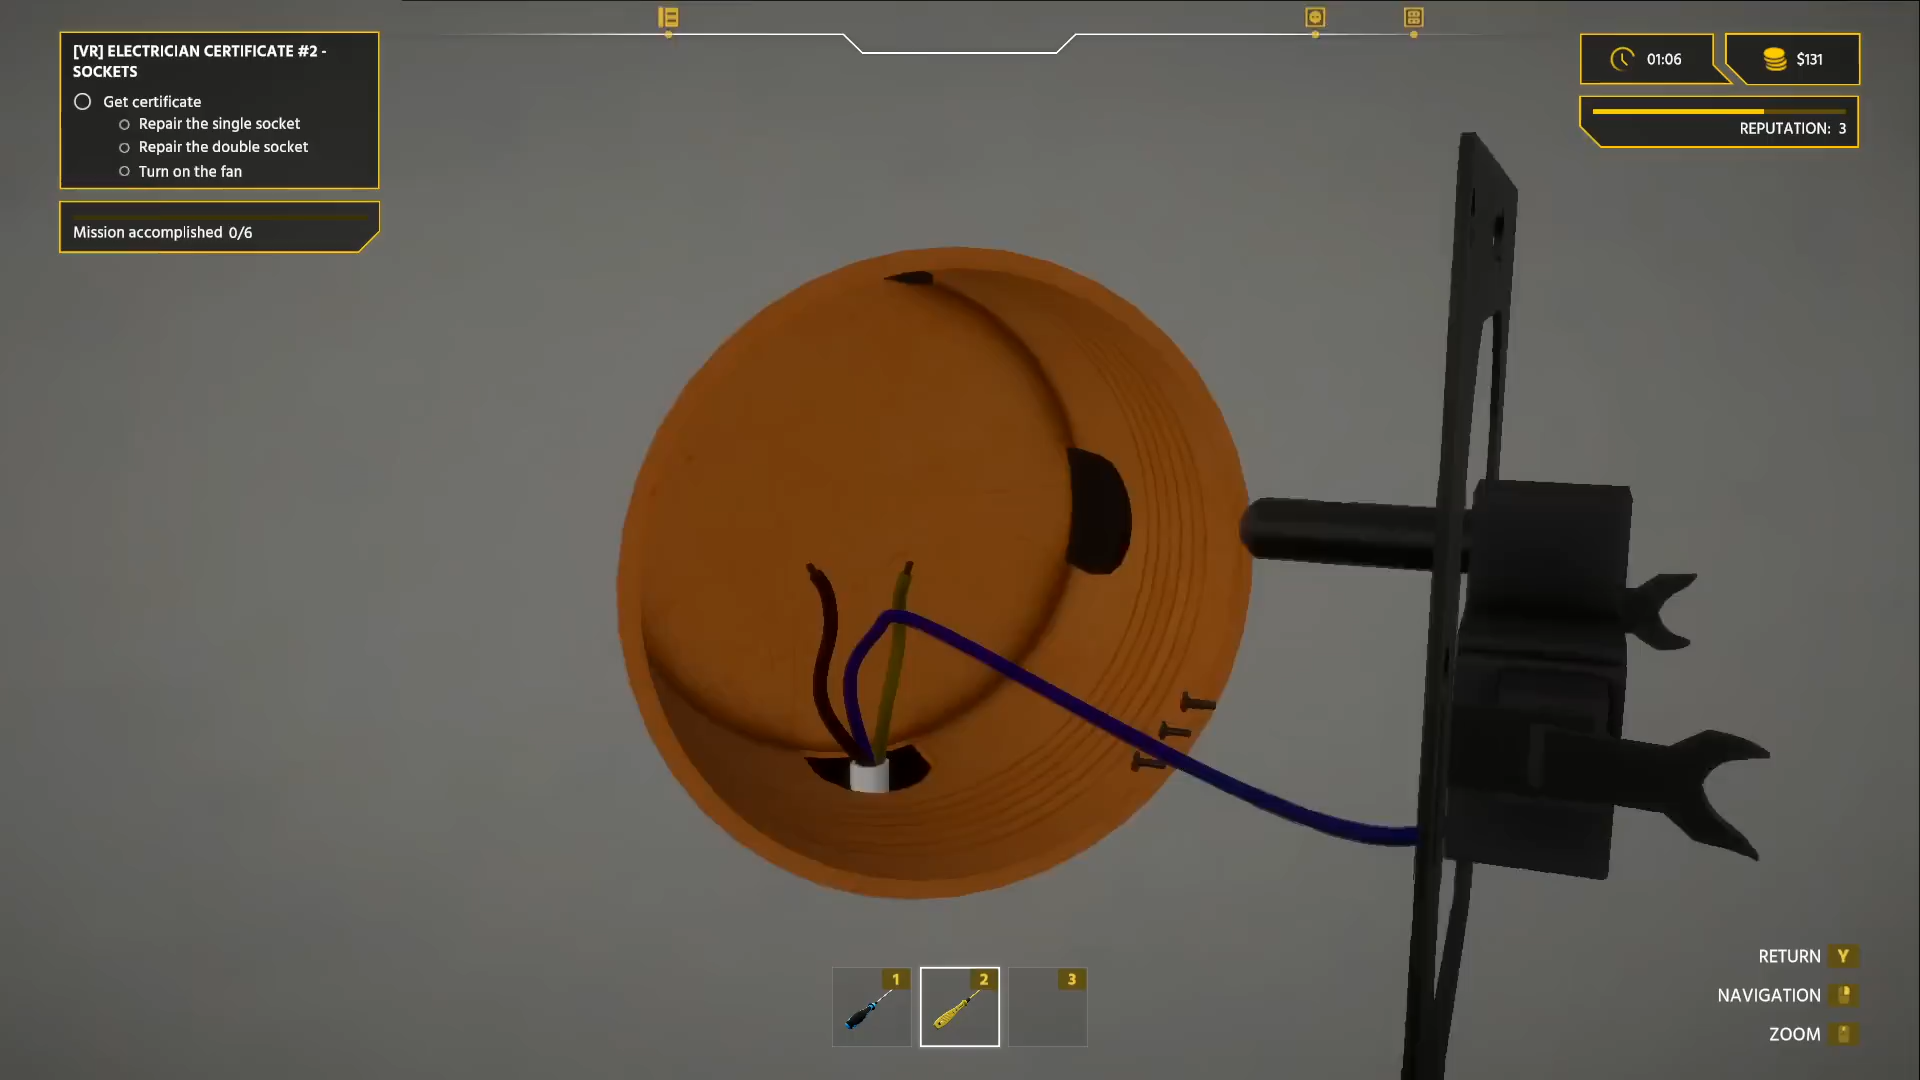 [VR] ELECTRICIAN CERTIFICATE #2 -
SOCKETS
Get certificate
Repair the single socket
Repair the double socket
Turn on the fan
Mission accomplished 0/6
01:06
$131
REPUTATION: 3
1
2
3
RETURN Y
NAVIGATION
ZOOM